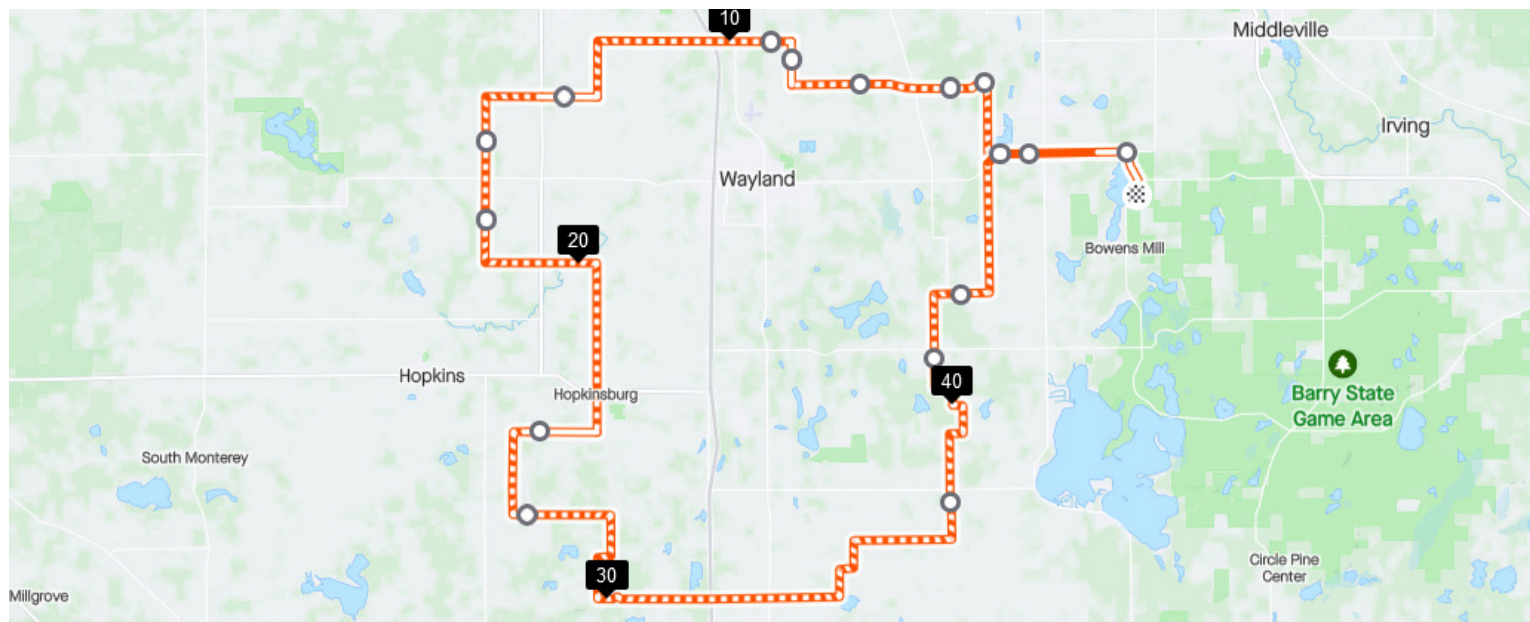 10
Middleville
Irving
Wayland
20
Bowens Mill
Hopkins
Hopkinsburg
40
Barry State
Game Area
South Monterey
30
Circle Pine
Center
Millgrove